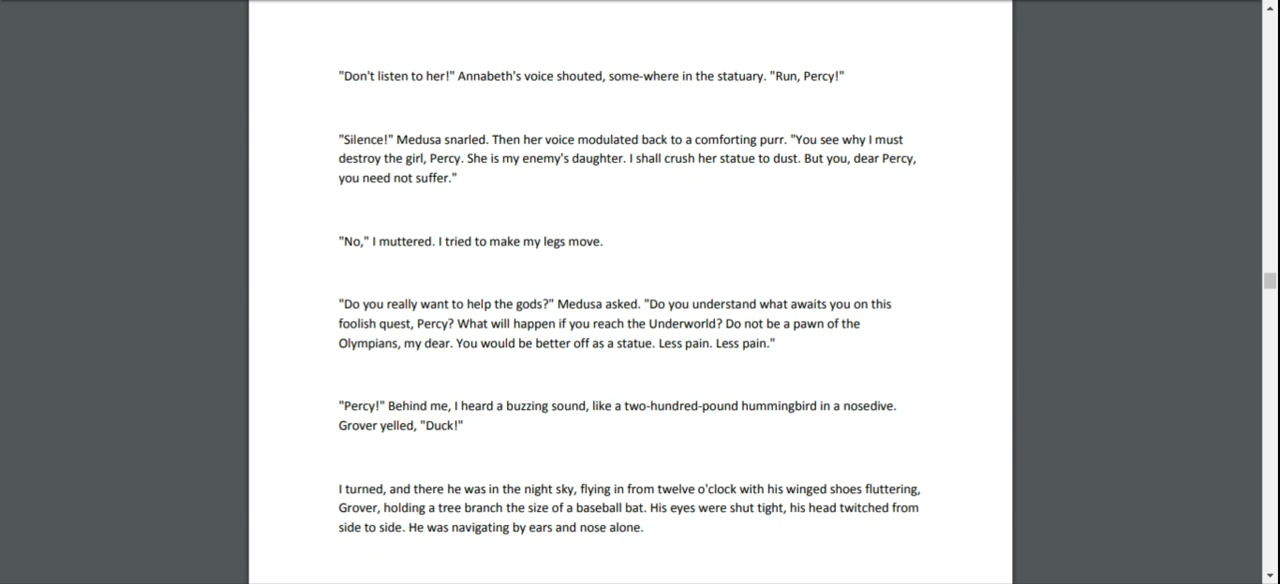 "Don't listen to her!" Annabeth's voice shouted, some-where in the statuary. "Run, Percy!"
"Silence!" Medusa snarled. Then her voice modulated back to a comforting purr. "You see why I must
destroy the girl, Percy. She is my enemy's daughter. I shall crush her statue to dust. But you, dear Percy,
you need not suffer."
"No," I muttered. I tried to make my legs move.
"Do you really want to help the gods?" Medusa asked. "Do you understand what awaits you on this
foolish quest, Percy? What will happen if you reach the Underworld? Do not be a pawn of the
Olympians, my dear. You would be better off as a statue. Less pain. Less pain."
"Percy!" Behind me, I heard a buzzing sound, like a two-hundred-pound hummingbird in a nosedive.
Grover yelled, "Duck!"
I turned, and there he was in the night sky, flying in from twelve o'clock with his winged shoes fluttering,
Grover, holding a tree branch the size of a baseball bat. His eyes were shut tight, his head twitched from
side to side. He was navigating by ears and nose alone.